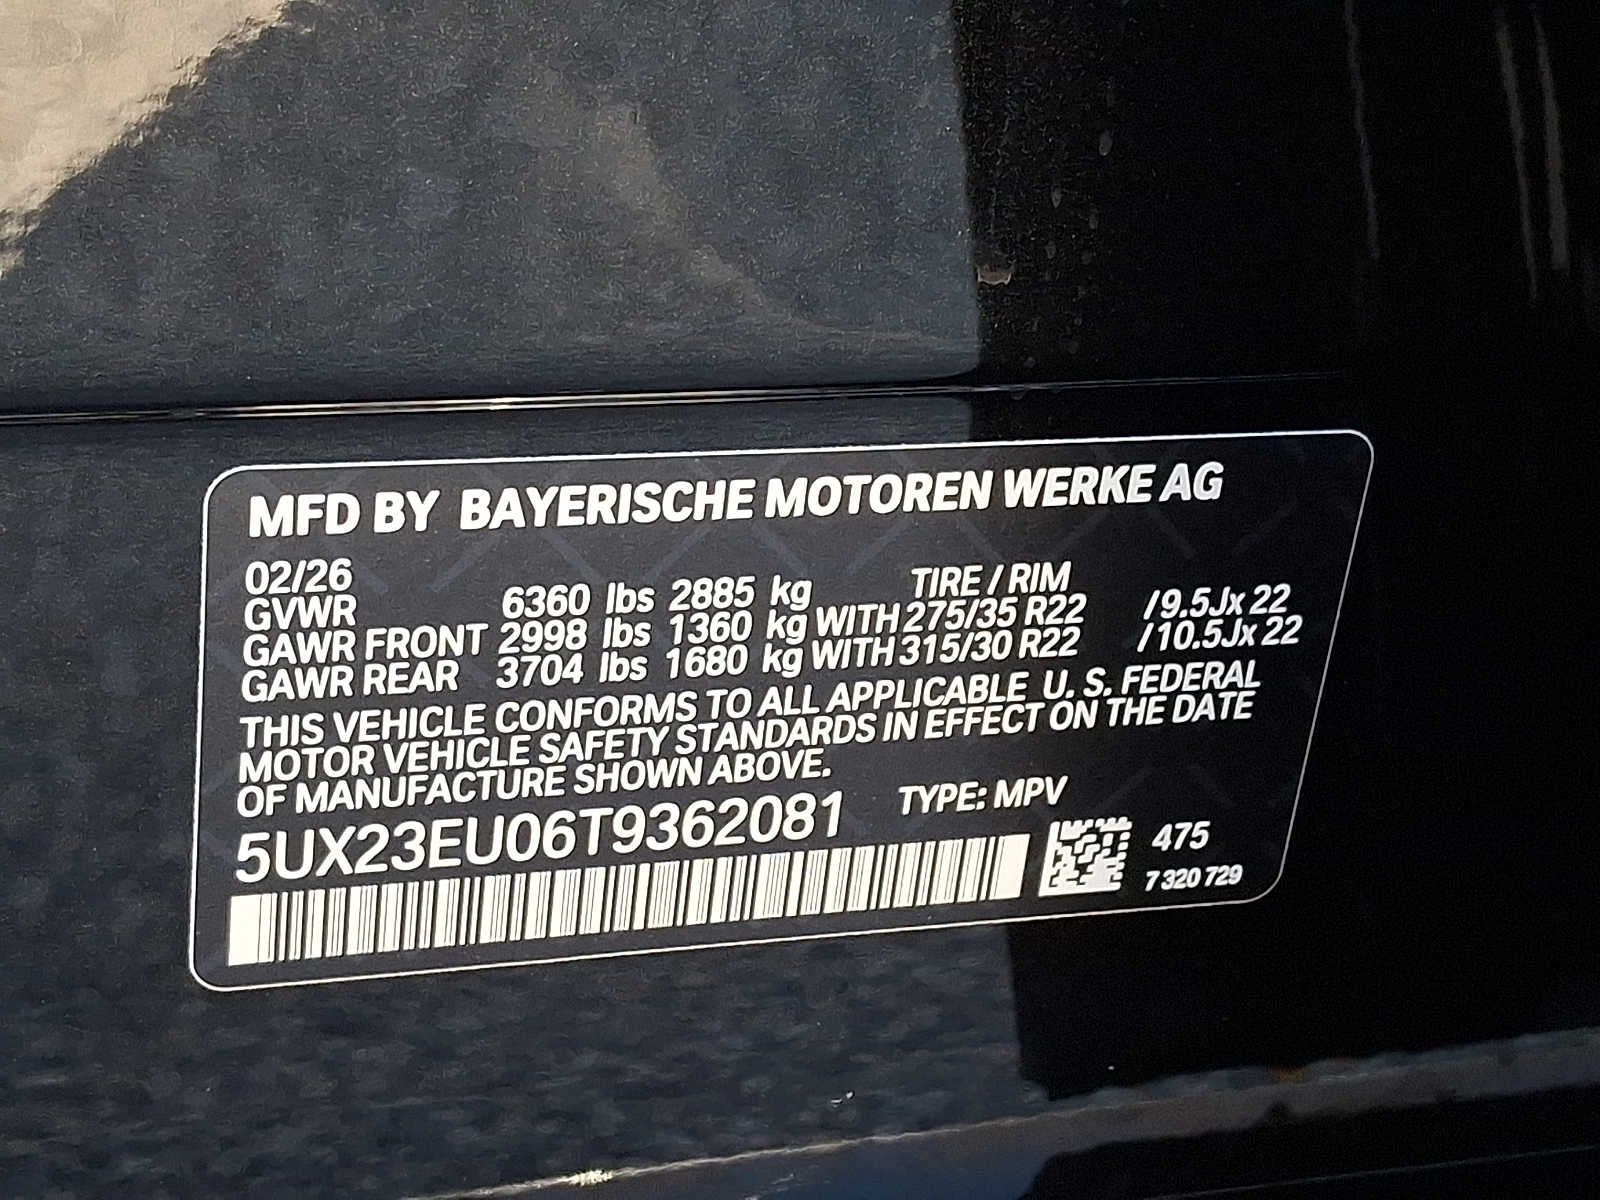 MFD BY BAYERISCHE MOTOREN WERKE AG
02/26 TIRE / RIM
GVWR 6360 lbs 2885 kg
GAWR FRONT 2998 lbs 1360 kg WITH 275/35 R22 /9.5Jx 22
GAWR REAR 3704 lbs 1680 kg WITH 315/30 R22 /10.5Jx 22
THIS VEHICLE CONFORMS TO ALL APPLICABLE U. S. FEDERAL
MOTOR VEHICLE SAFETY STANDARDS IN EFFECT ON THE DATE
OF MANUFACTURE SHOWN ABOVE.
5UX23EU06T9362081 TYPE: MPV
475
7 320 729